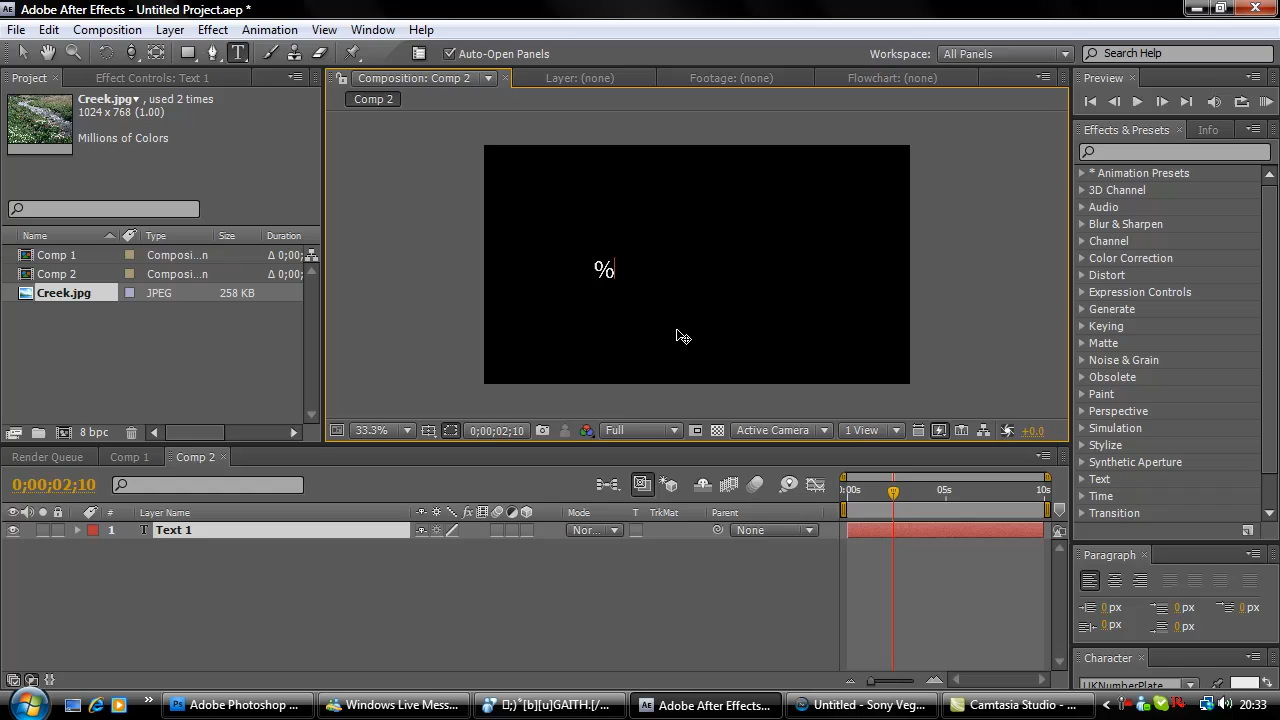 Adobe After Effects - Untitled Project.aep *
File Edit Composition Layer Effect Animation View Window Help
Auto-Open Panels
Workspace: All Panels
Search Help
Project
Effect Controls: Text 1
Creek.jpg, used 2 times
1024 x 768 (1.00)
Millions of Colors
Name Type Size Duration
Comp 1 Composi...n Δ 0;00;
Comp 2 Composi...n Δ 0;00;
Creek.jpg JPEG 258 KB
8 bpc
Composition: Comp 2
Layer: (none)
Footage: (none)
Flowchart: (none)
Comp 2
%
33.3% 0;00;02;10 Full Active Camera 1 View +0.0
Preview
Effects & Presets
Info
* Animation Presets
3D Channel
Audio
Blur & Sharpen
Channel
Color Correction
Distort
Expression Controls
Generate
Keying
Matte
Noise & Grain
Obsolete
Paint
Perspective
Simulation
Stylize
Synthetic Aperture
Text
Time
Transition
Paragraph
0 px 0 px 0 px
0 px 0 px
Character
UKNumberPlate
Render Queue Comp 1 Comp 2
0;00;02;10
:00s 05s 10s
# Layer Name Mode T TrkMat Parent
1 T Text 1 Nor... None
Adobe Photoshop ...
Windows Live Mess...
▯;)°[b][u]GAITH.[/...
Adobe After Effects...
Untitled - Sony Veg...
Camtasia Studio - ...
20:33